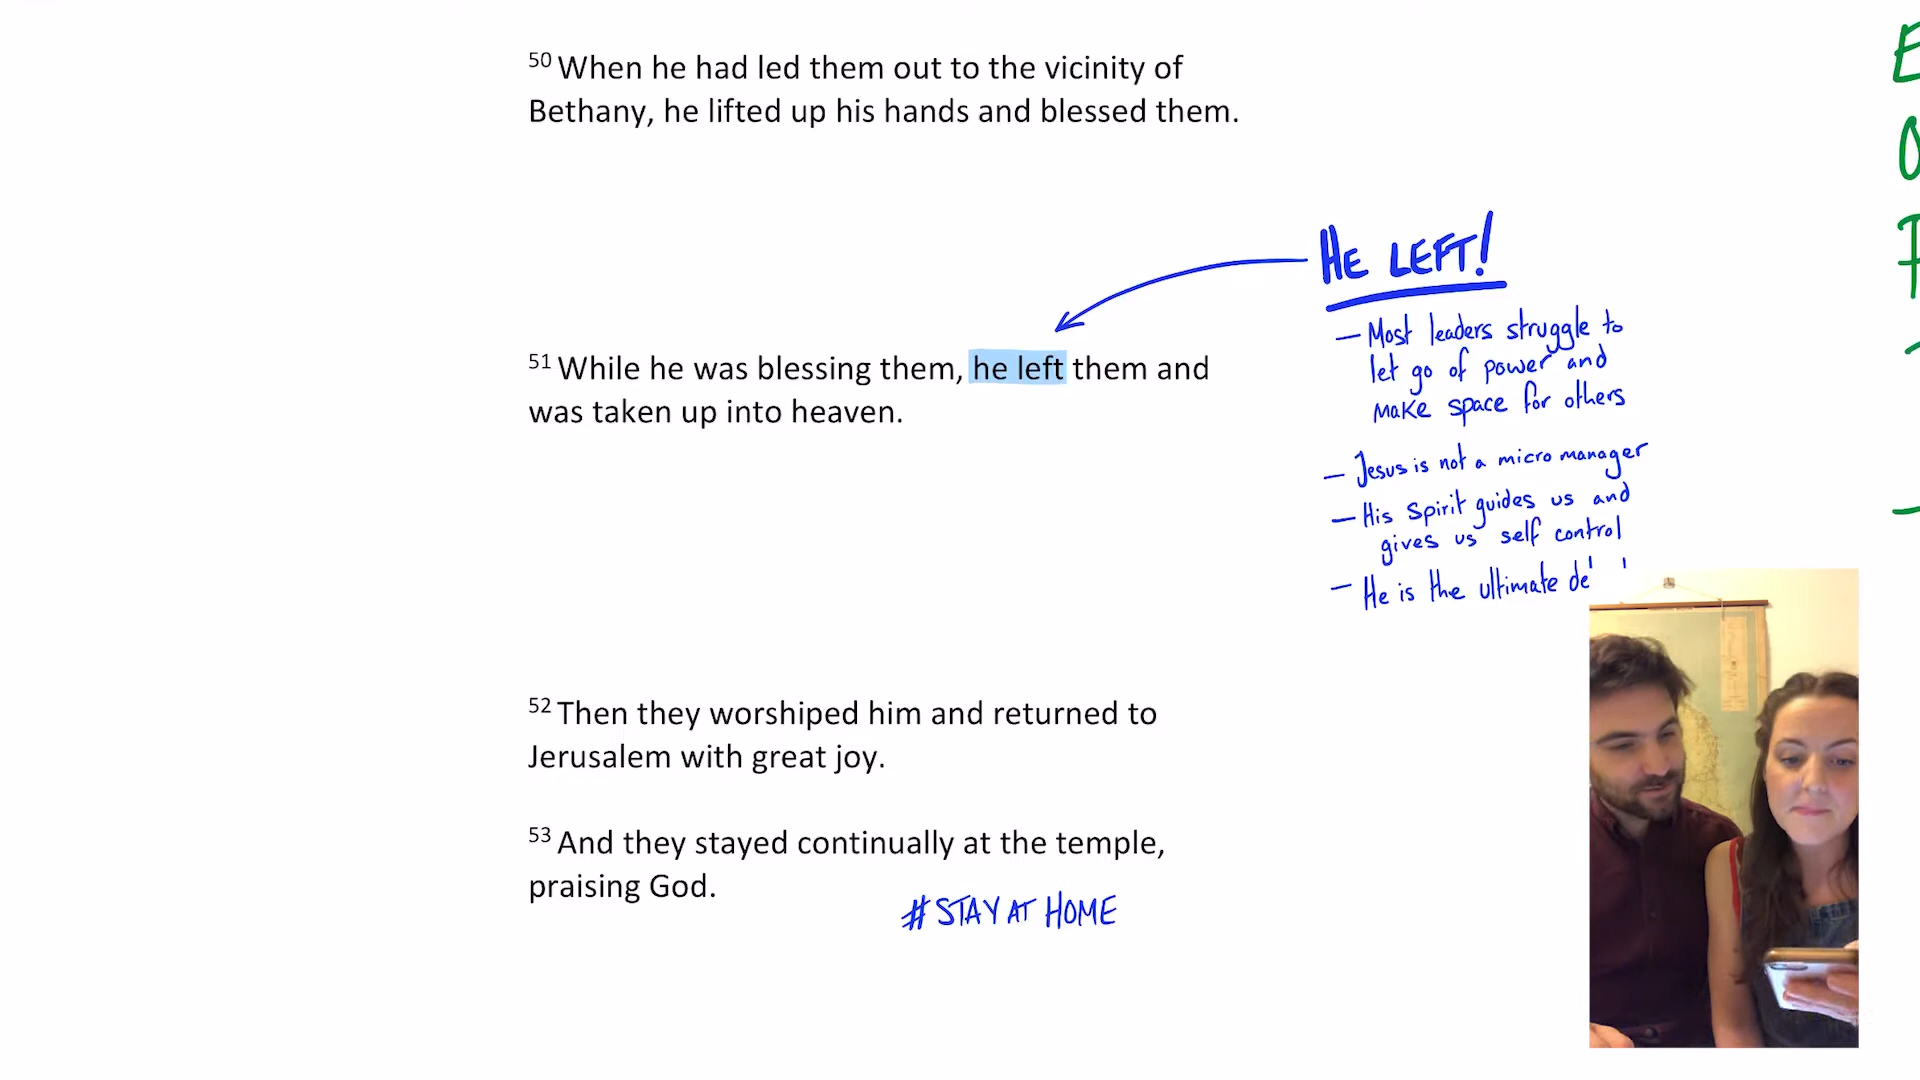 50 When he had led them out to the vicinity of
Bethany, he lifted up his hands and blessed them.
HE LEFT!
— Most leaders struggle to
let go of power and
make space for others
51 While he was blessing them, he left them and
was taken up into heaven.
— Jesus is not a micro manager
— His Spirit guides us and
gives us self control
— He is the ultimate
52 Then they worshiped him and returned to
Jerusalem with great joy.
53 And they stayed continually at the temple,
praising God.
# STAY AT HOME